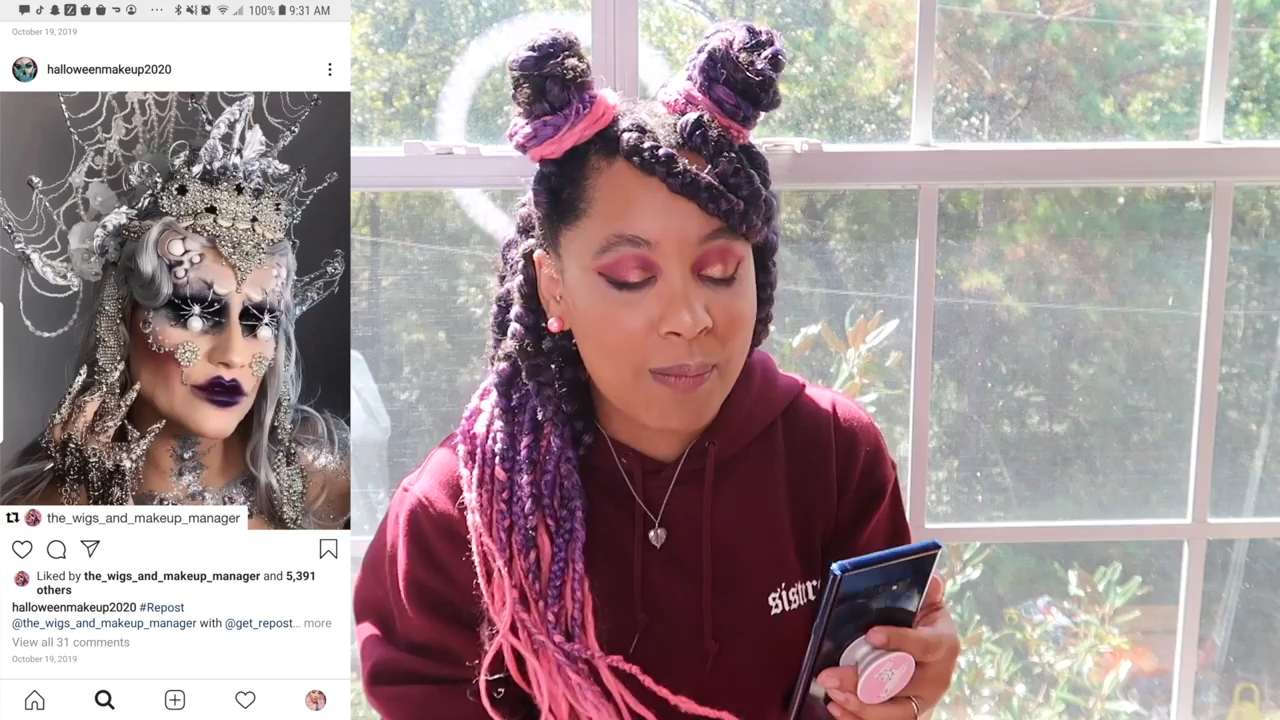 100% 9:31 AM
October 19, 2019
halloweenmakeup2020
the_wigs_and_makeup_manager
Liked by the_wigs_and_makeup_manager and 5,391
others
halloweenmakeup2020 #Repost
@the_wigs_and_makeup_manager with @get_repost... more
View all 31 comments
October 19, 2019
sister